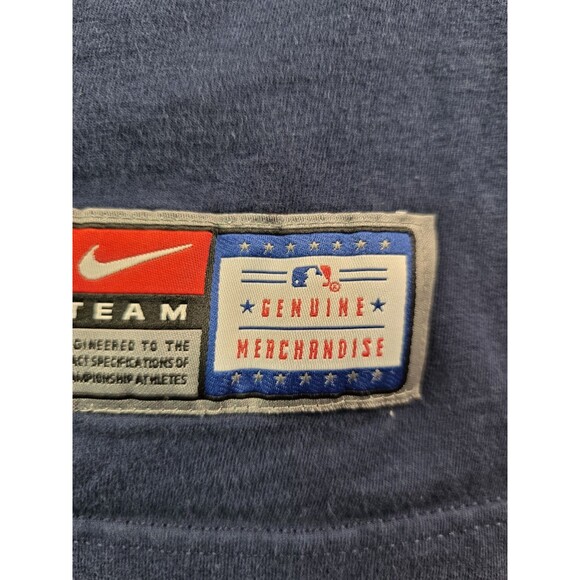 TEAM
GINEERED TO THE
ACT SPECIFICATIONS OF
AMPIONSHIP ATHLETES
GENUINE
MERCHANDISE